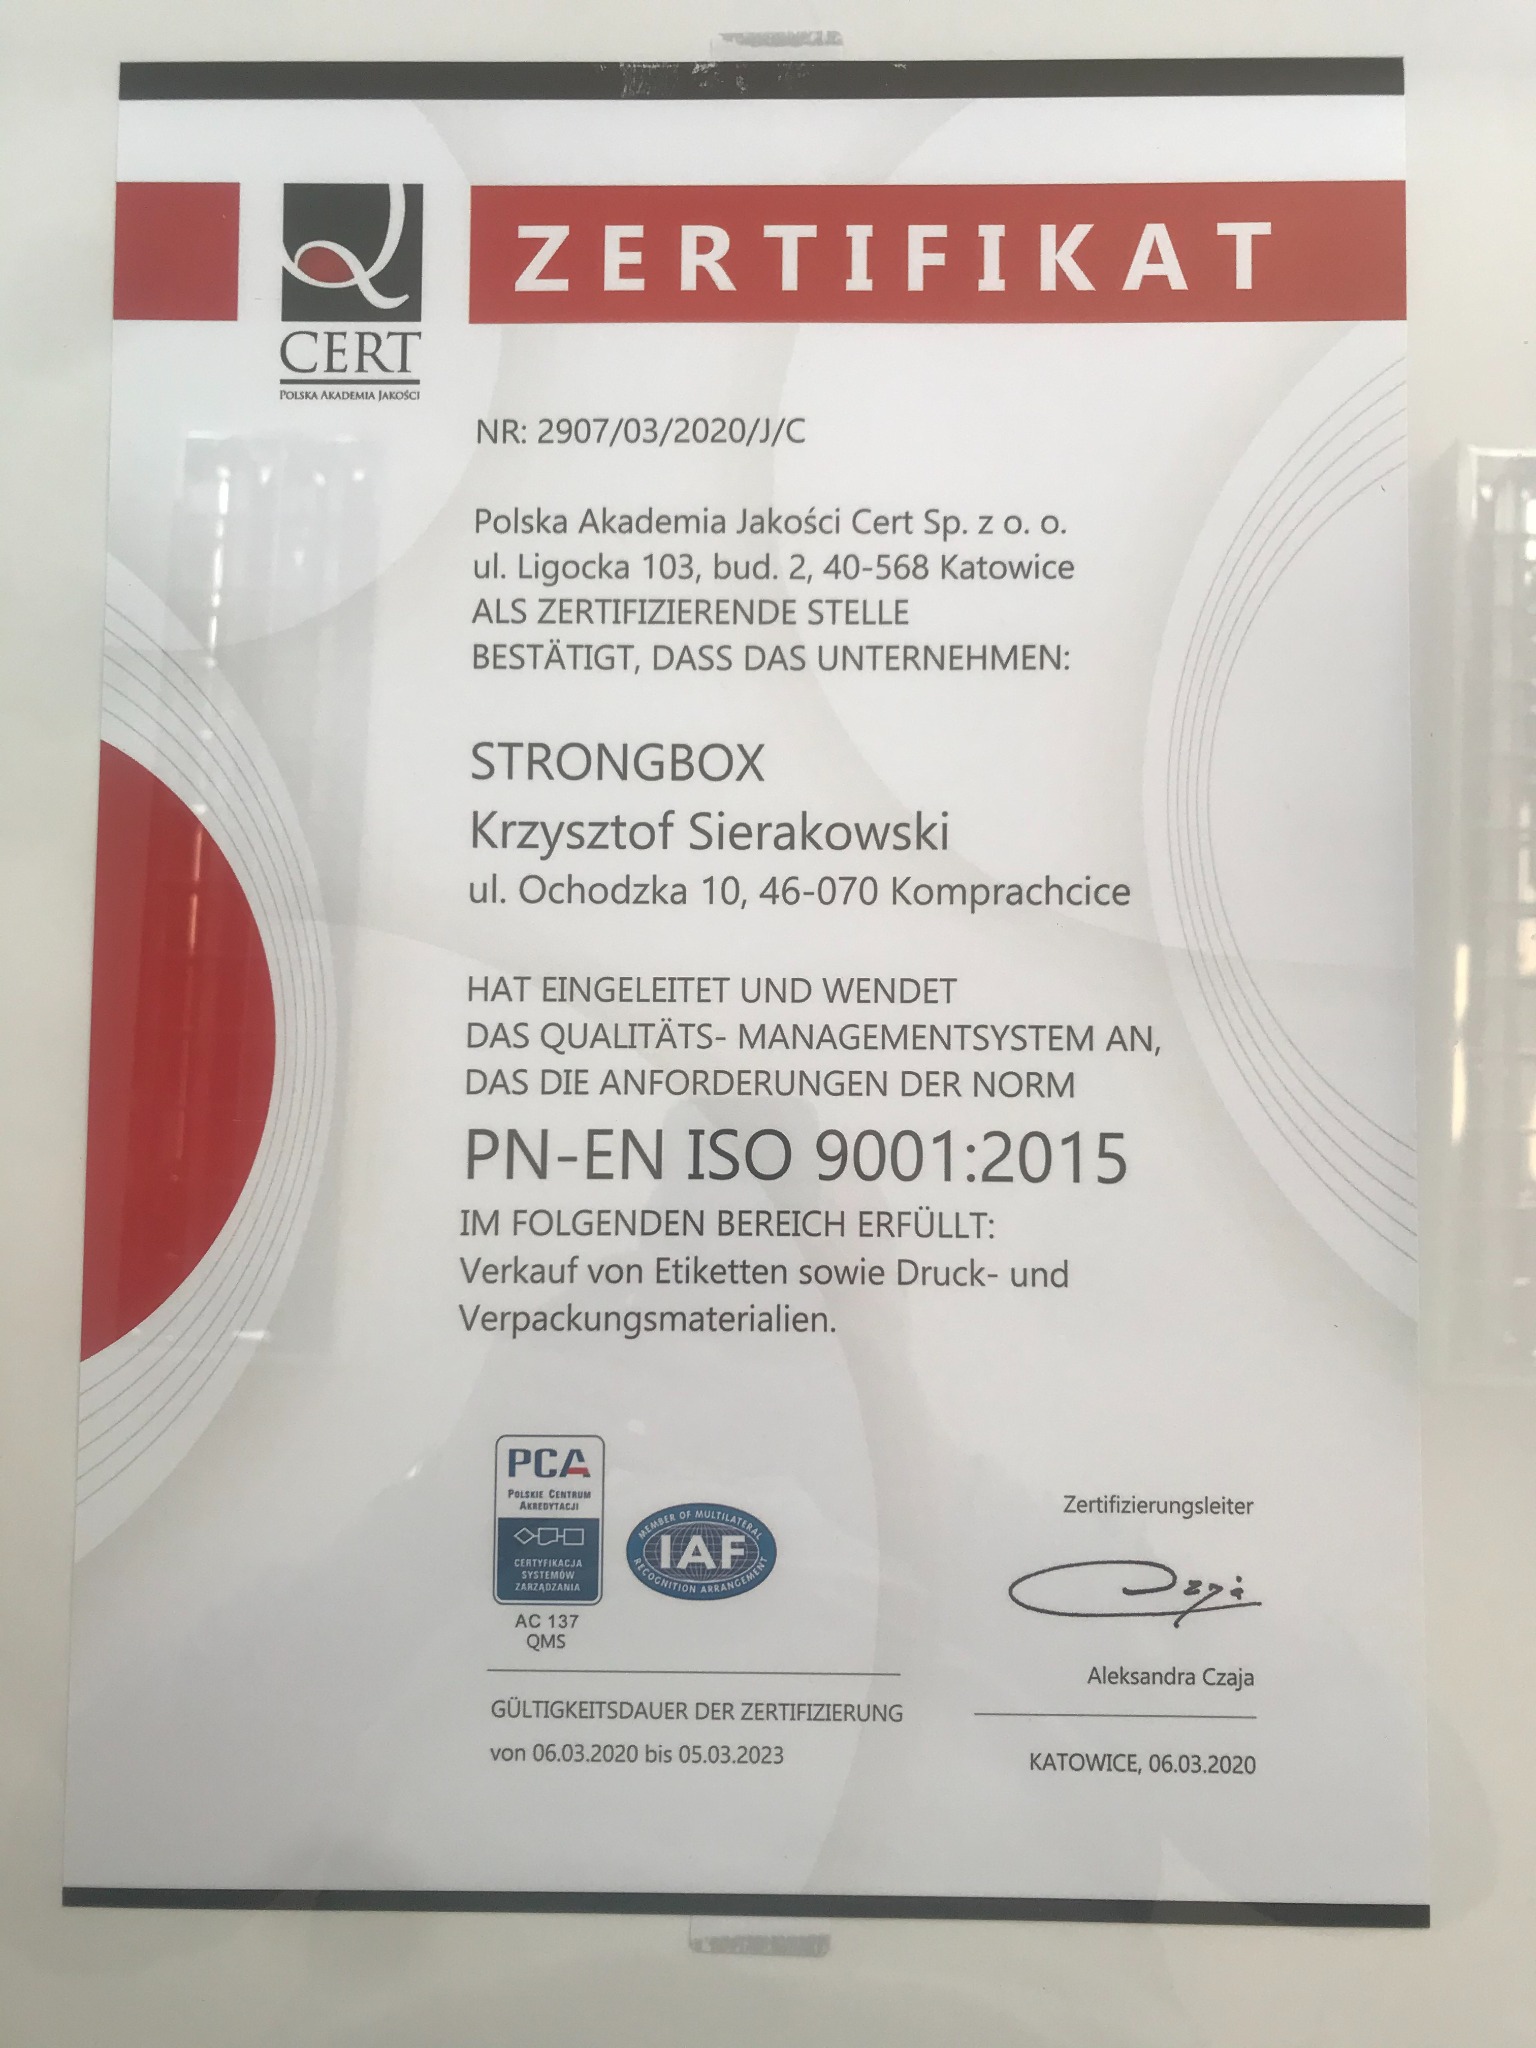 ZERTIFIKAT
CERT
POLSKA AKADEMIA JAKOŚCI
NR: 2907/03/2020/J/C
Polska Akademia Jakości Cert Sp. z o. o.
ul. Ligocka 103, bud. 2, 40-568 Katowice
ALS ZERTIFIZIERENDE STELLE
BESTÄTIGT, DASS DAS UNTERNEHMEN:
STRONGBOX
Krzysztof Sierakowski
ul. Ochodzka 10, 46-070 Komprachcice
HAT EINGELEITET UND WENDET
DAS QUALITÄTS- MANAGEMENTSYSTEM AN,
DAS DIE ANFORDERUNGEN DER NORM
PN-EN ISO 9001:2015
IM FOLGENDEN BEREICH ERFÜLLT:
Verkauf von Etiketten sowie Druck- und
Verpackungsmaterialien.
PCA
POLSKIE CENTRUM
AKREDYTACJI
CERTYFIKACJA
SYSTEMÓW
ZARZĄDZANIA
AC 137
QMS
MEMBER OF MULTILATERAL
IAF
RECOGNITION ARRANGEMENT
Zertifizierungsleiter
Aleksandra Czaja
GÜLTIGKEITSDAUER DER ZERTIFIZIERUNG
von 06.03.2020 bis 05.03.2023
KATOWICE, 06.03.2020